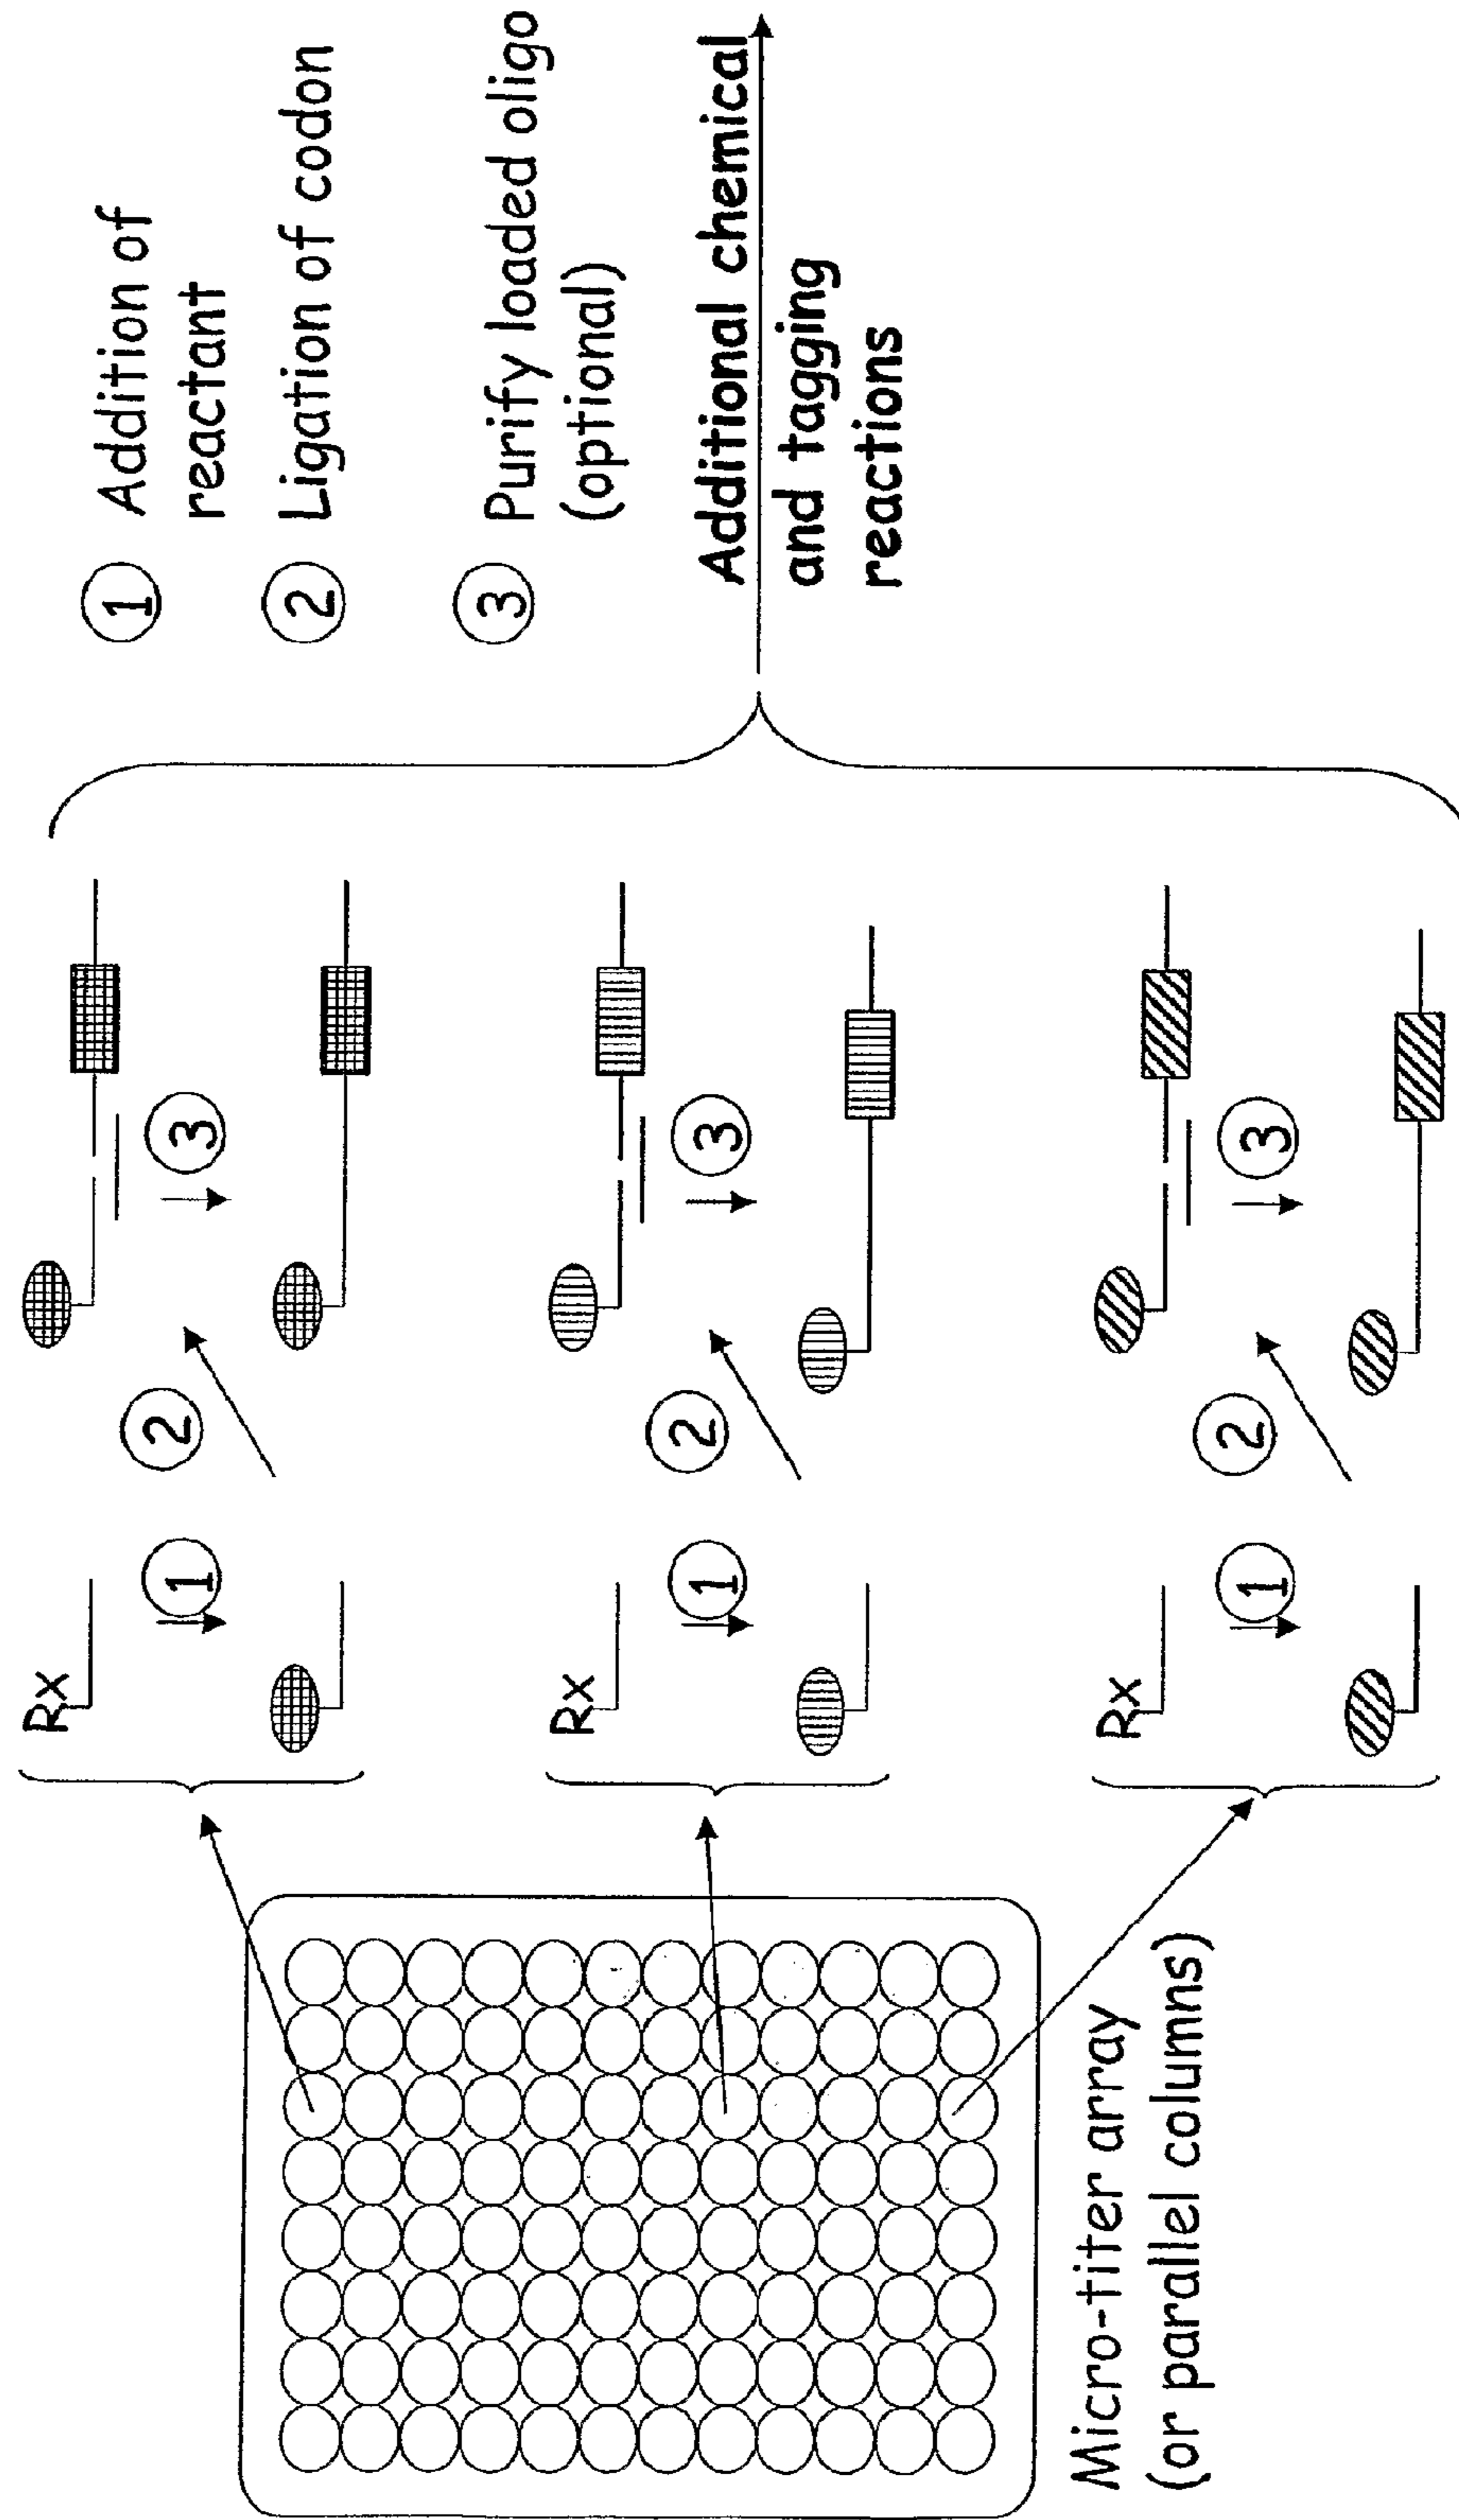 Micro-titer array
(or parallel columns)
Rx
①
②
③
Rx
①
②
③
Rx
①
②
③
① Addition of
reactant
② Ligation of codon
③ Purify loaded oligo
(optional)
Additional chemical
and tagging
reactions